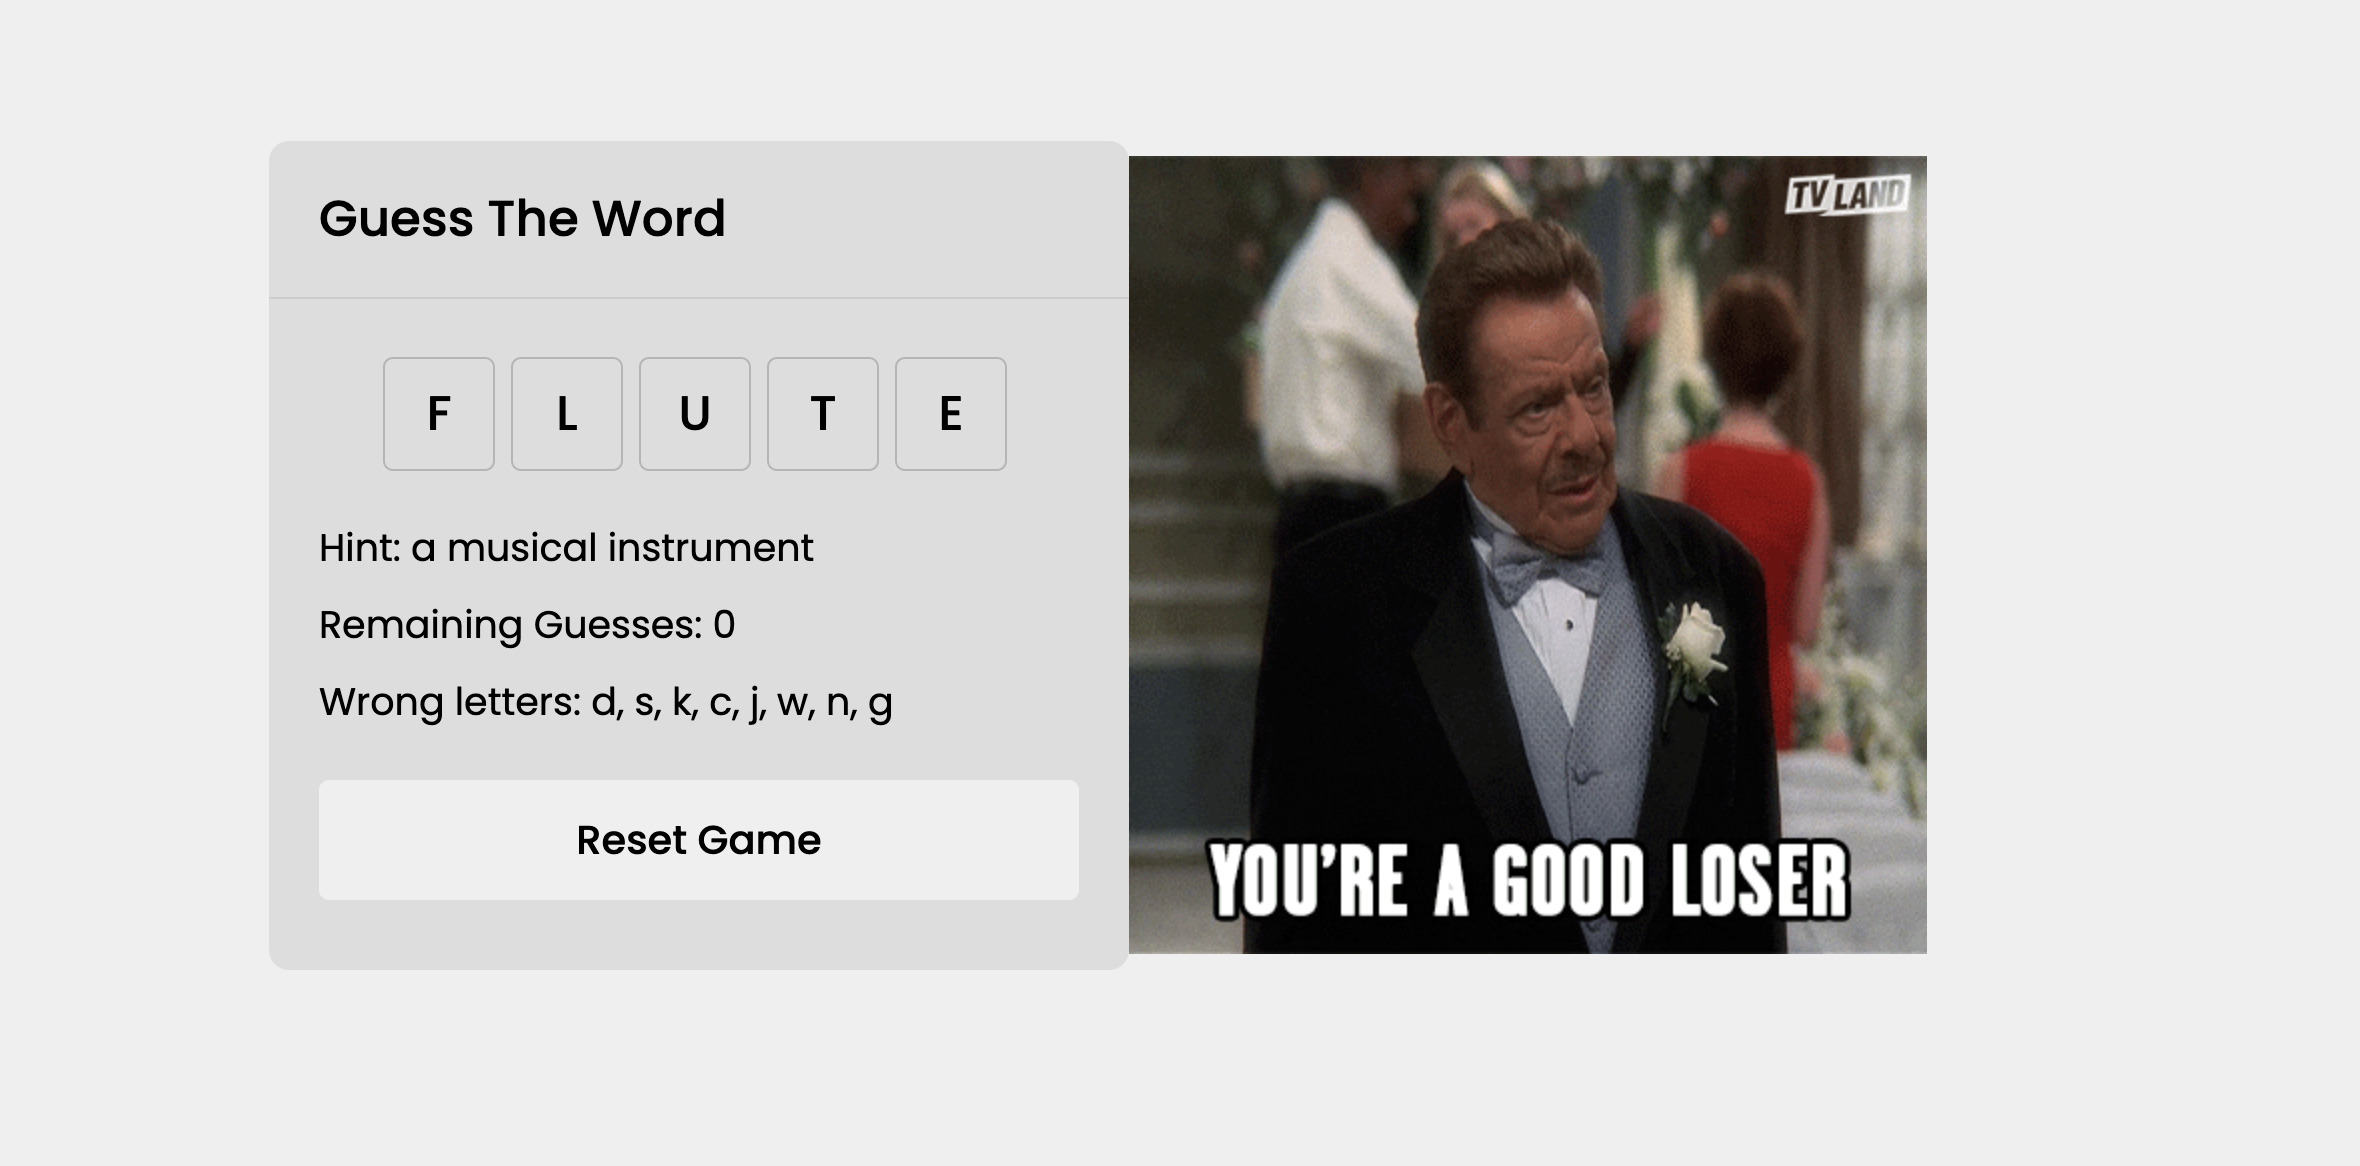 Guess The Word
F L U T E
Hint: a musical instrument
Remaining Guesses: 0
Wrong letters: d, s, k, c, j, w, n, g
Reset Game
TV LAND
YOU'RE A GOOD LOSER